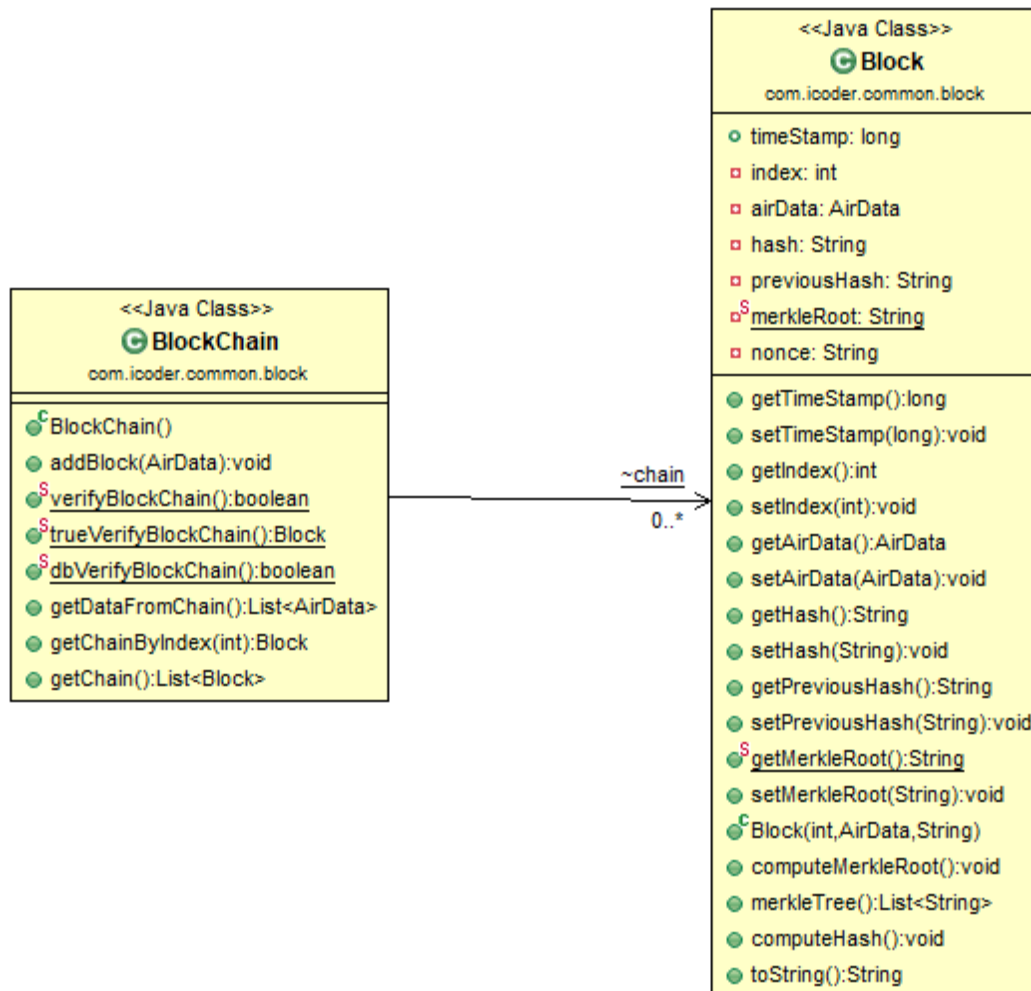 <<Java Class>>
BlockChain
com.icoder.common.block
BlockChain()
addBlock(AirData):void
verifyBlockChain():boolean
trueVerifyBlockChain():Block
dbVerifyBlockChain():boolean
getDataFromChain():List<AirData>
getChainByIndex(int):Block
getChain():List<Block>
~chain
0..*
<<Java Class>>
Block
com.icoder.common.block
timeStamp: long
index: int
airData: AirData
hash: String
previousHash: String
merkleRoot: String
nonce: String
getTimeStamp():long
setTimeStamp(long):void
getIndex():int
setIndex(int):void
getAirData():AirData
setAirData(AirData):void
getHash():String
setHash(String):void
getPreviousHash():String
setPreviousHash(String):void
getMerkleRoot():String
setMerkleRoot(String):void
Block(int,AirData,String)
computeMerkleRoot():void
merkleTree():List<String>
computeHash():void
toString():String